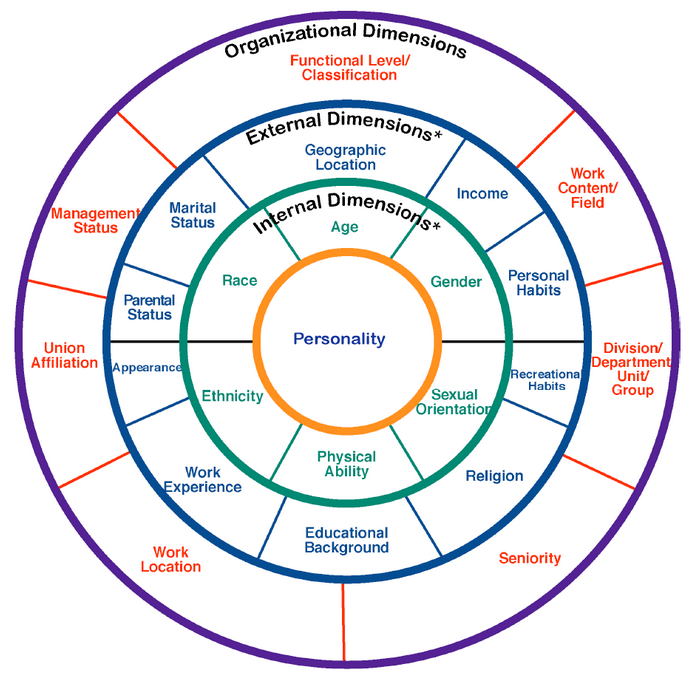 Organizational Dimensions
Functional Level/
Classification
External Dimensions*
Geographic
Location
Income
Work
Content/
Field
Marital
Status
Management
Status
Internal Dimensions*
Age
Race
Gender
Personal
Habits
Parental
Status
Personality
Union
Affiliation
Appearance
Recreational
Habits
Division/
Department
Unit/
Group
Ethnicity
Sexual
Orientation
Physical
Ability
Work
Experience
Religion
Educational
Background
Work
Location
Seniority